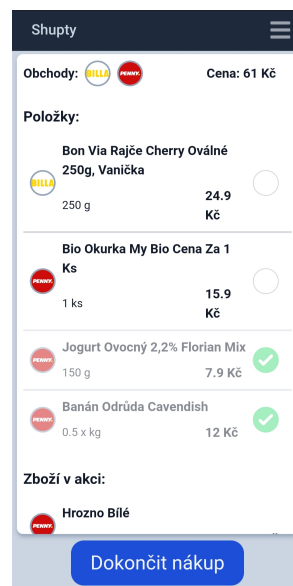 Shupty
Obchody: BILLA PENNY. Cena: 61 Kč
Položky:
Bon Via Rajče Cherry Oválné
250g, Vanička
BILLA
250 g 24.9
Kč
Bio Okurka My Bio Cena Za 1
Ks
PENNY.
1 ks 15.9
Kč
Jogurt Ovocný 2,2% Florian Mix
PENNY.
150 g 7.9 Kč
Banán Odrůda Cavendish
PENNY.
0.5 x kg 12 Kč
Zboží v akci:
Hrozno Bílé
PENNY.
Dokončit nákup